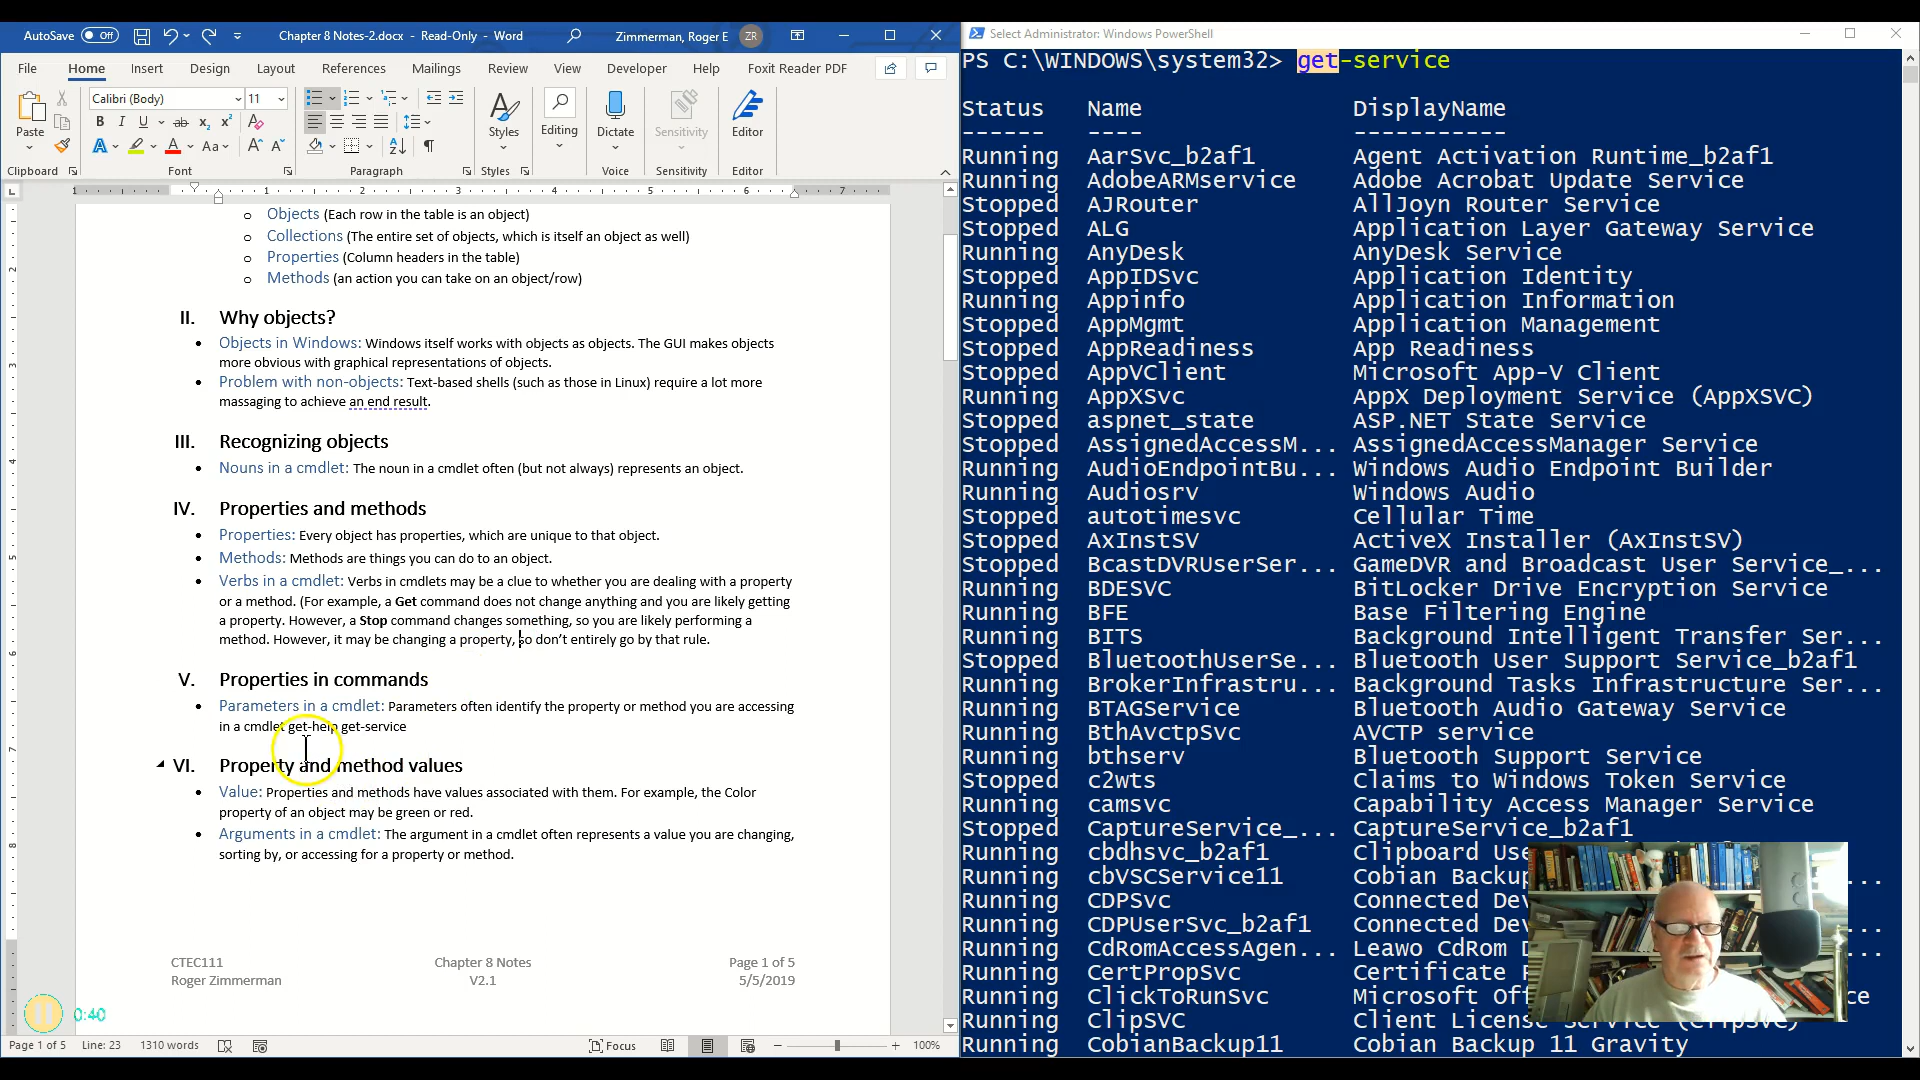 AutoSave Off Chapter 8 Notes-2.docx - Read-Only - Word Zimmerman, Roger E ZR
File Home Insert Design Layout References Mailings Review View Developer Help Foxit Reader PDF
Calibri (Body) 11
B I U ab x₂ x²
A A Aa A A
Paste Styles Editing Dictate Sensitivity Editor
Clipboard Font Paragraph Styles Voice Sensitivity Editor
1 1 2 3 4 5 6 7
o Objects (Each row in the table is an object)
o Collections (The entire set of objects, which is itself an object as well)
o Properties (Column headers in the table)
o Methods (an action you can take on an object/row)
II. Why objects?
• Objects in Windows: Windows itself works with objects as objects. The GUI makes objects
more obvious with graphical representations of objects.
• Problem with non-objects: Text-based shells (such as those in Linux) require a lot more
massaging to achieve an end result.
III. Recognizing objects
• Nouns in a cmdlet: The noun in a cmdlet often (but not always) represents an object.
IV. Properties and methods
• Properties: Every object has properties, which are unique to that object.
• Methods: Methods are things you can do to an object.
• Verbs in a cmdlet: Verbs in cmdlets may be a clue to whether you are dealing with a property
or a method. (For example, a Get command does not change anything and you are likely getting
a property. However, a Stop command changes something, so you are likely performing a
method. However, it may be changing a property, so don't entirely go by that rule.
V. Properties in commands
• Parameters in a cmdlet: Parameters often identify the property or method you are accessing
in a cmdlet get-help get-service
VI. Property and method values
• Value: Properties and methods have values associated with them. For example, the Color
property of an object may be green or red.
• Arguments in a cmdlet: The argument in a cmdlet often represents a value you are changing,
sorting by, or accessing for a property or method.
CTEC111 Chapter 8 Notes Page 1 of 5
Roger Zimmerman V2.1 5/5/2019
0:40
Page 1 of 5 Line: 23 1310 words Focus 100%
Select Administrator: Windows PowerShell
PS C:\WINDOWS\system32> get-service
Status Name DisplayName
------ ---- -----------
Running AarSvc_b2af1 Agent Activation Runtime_b2af1
Running AdobeARMservice Adobe Acrobat Update Service
Stopped AJRouter AllJoyn Router Service
Stopped ALG Application Layer Gateway Service
Running AnyDesk AnyDesk Service
Stopped AppIDSvc Application Identity
Running Appinfo Application Information
Stopped AppMgmt Application Management
Stopped AppReadiness App Readiness
Stopped AppVClient Microsoft App-V Client
Running AppXSvc AppX Deployment Service (AppXSVC)
Stopped aspnet_state ASP.NET State Service
Stopped AssignedAccessM... AssignedAccessManager Service
Running AudioEndpointBu... Windows Audio Endpoint Builder
Running Audiosrv Windows Audio
Stopped autotimesvc Cellular Time
Stopped AxInstSV ActiveX Installer (AxInstSV)
Stopped BcastDVRUserSer... GameDVR and Broadcast User Service_...
Running BDESVC BitLocker Drive Encryption Service
Running BFE Base Filtering Engine
Running BITS Background Intelligent Transfer Ser...
Stopped BluetoothUserSe... Bluetooth User Support Service_b2af1
Running BrokerInfrastru... Background Tasks Infrastructure Ser...
Running BTAGService Bluetooth Audio Gateway Service
Running BthAvctpSvc AVCTP service
Running bthserv Bluetooth Support Service
Stopped c2wts Claims to Windows Token Service
Running camsvc Capability Access Manager Service
Stopped CaptureService_... CaptureService_b2af1
Running cbdhsvc_b2af1 Clipboard Use
Running cbVSCService11 Cobian Backup ...
Running CDPSvc Connected Dev
Running CDPUserSvc_b2af1 Connected Dev ...
Running CdRomAccessAgen... Leawo CdRom D
Running CertPropSvc Certificate P
Running ClickToRunSvc Microsoft Off ce
Running ClipSVC Client License Service (ClipSVC)
Running CobianBackup11 Cobian Backup 11 Gravity